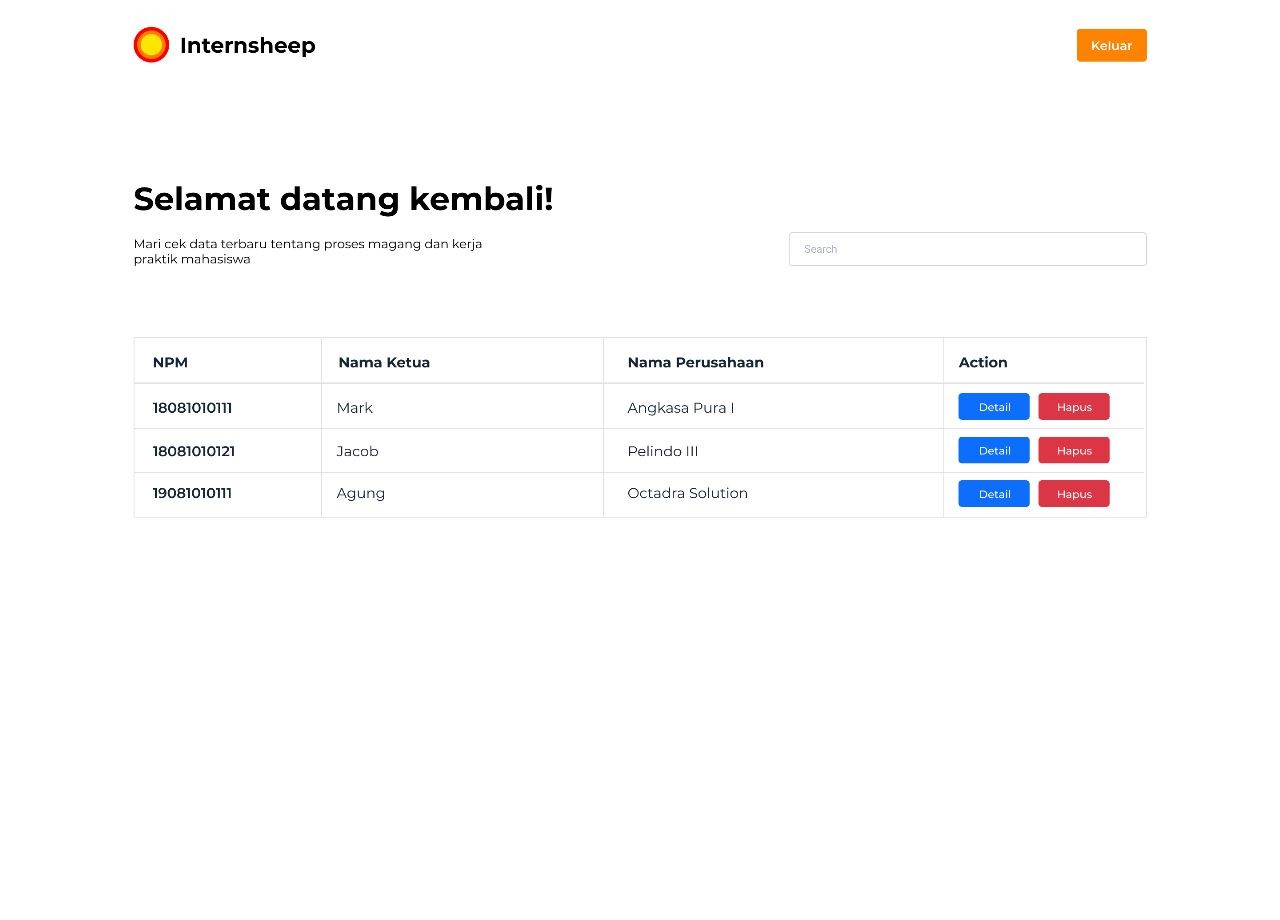 Internsheep
Keluar
Selamat datang kembali!
Mari cek data terbaru tentang proses magang dan kerja
praktik mahasiswa
Search
NPM Nama Ketua Nama Perusahaan Action
18081010111 Mark Angkasa Pura I Detail Hapus
18081010121 Jacob Pelindo III Detail Hapus
19081010111 Agung Octadra Solution Detail Hapus